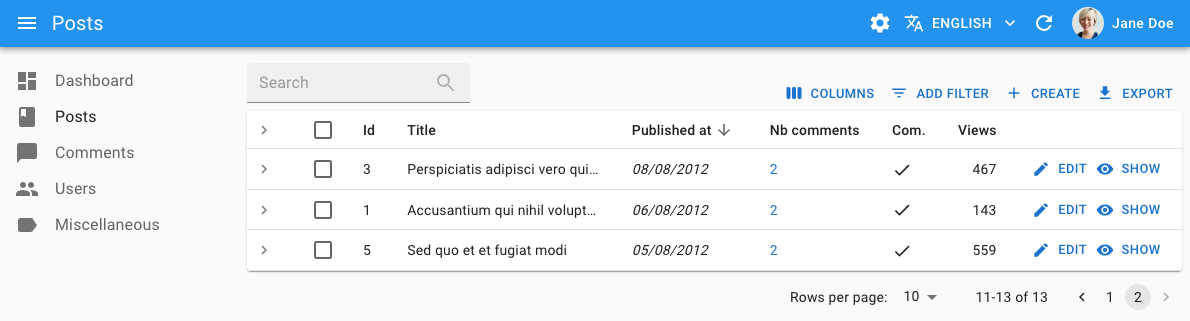 Posts
ENGLISH
Jane Doe
Dashboard
Posts
Comments
Users
Miscellaneous
Search
COLUMNS ADD FILTER CREATE EXPORT
Id Title Published at Nb comments Com. Views
3 Perspiciatis adipisci vero qui… 08/08/2012 2 467 EDIT SHOW
1 Accusantium qui nihil volupt… 06/08/2012 2 143 EDIT SHOW
5 Sed quo et et fugiat modi 05/08/2012 2 559 EDIT SHOW
Rows per page: 10 11-13 of 13 1 2